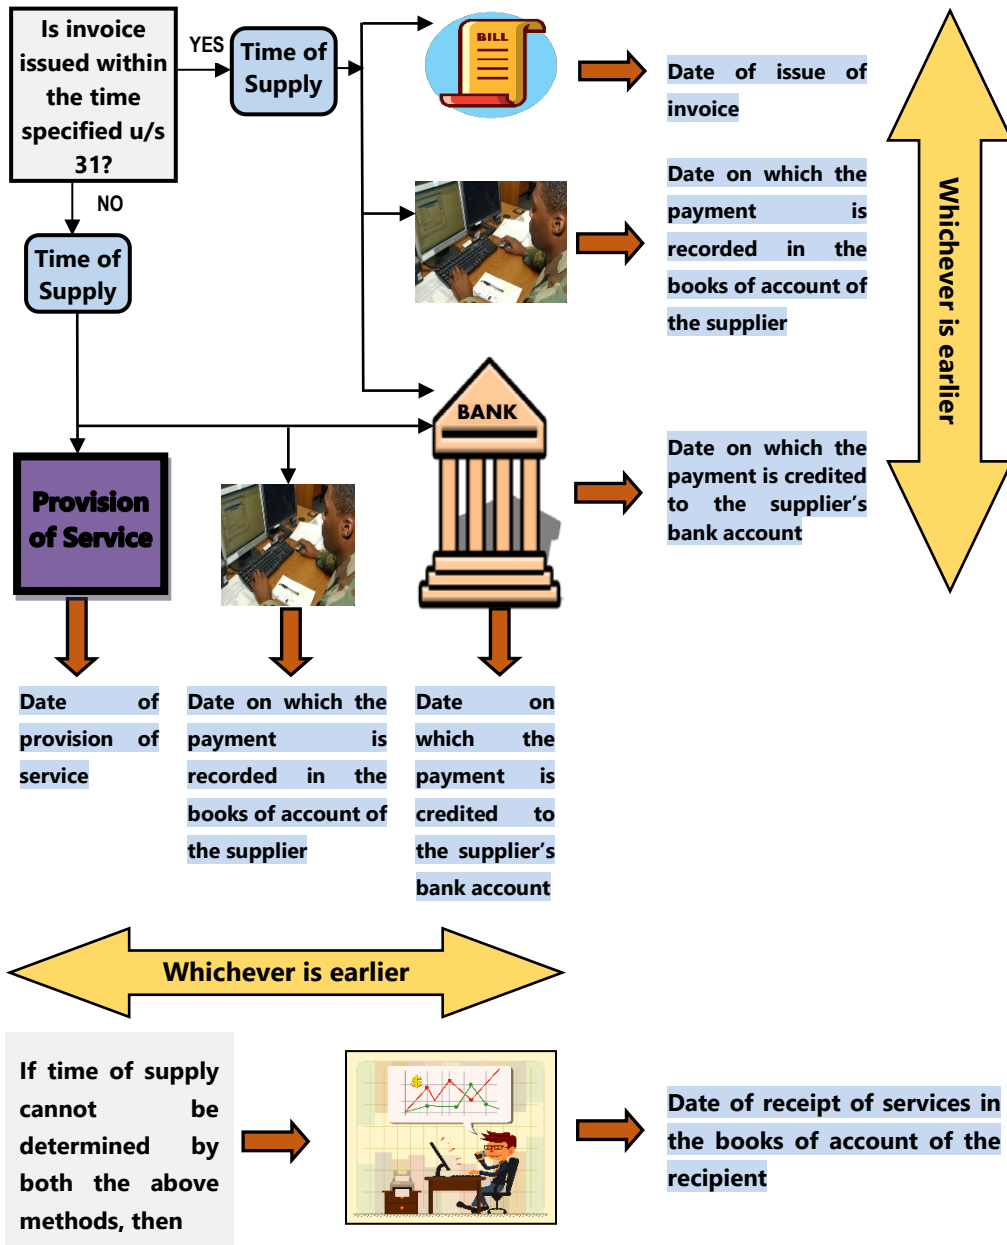 Is invoice
issued within
the time
specified u/s
31?
YES
Time of
Supply
BILL
Date of issue of
invoice
NO
Time of
Supply
Date on which the
payment is
recorded in the
books of account of
the supplier
Whichever is earlier
BANK
Date on which the
payment is credited
to the supplier’s
bank account
Provision
of Service
Date of
provision of
service
Date on which the
payment is
recorded in the
books of account of
the supplier
Date on
which the
payment is
credited to
the supplier’s
bank account
Whichever is earlier
If time of supply
cannot be
determined by
both the above
methods, then
$
Date of receipt of services in
the books of account of the
recipient